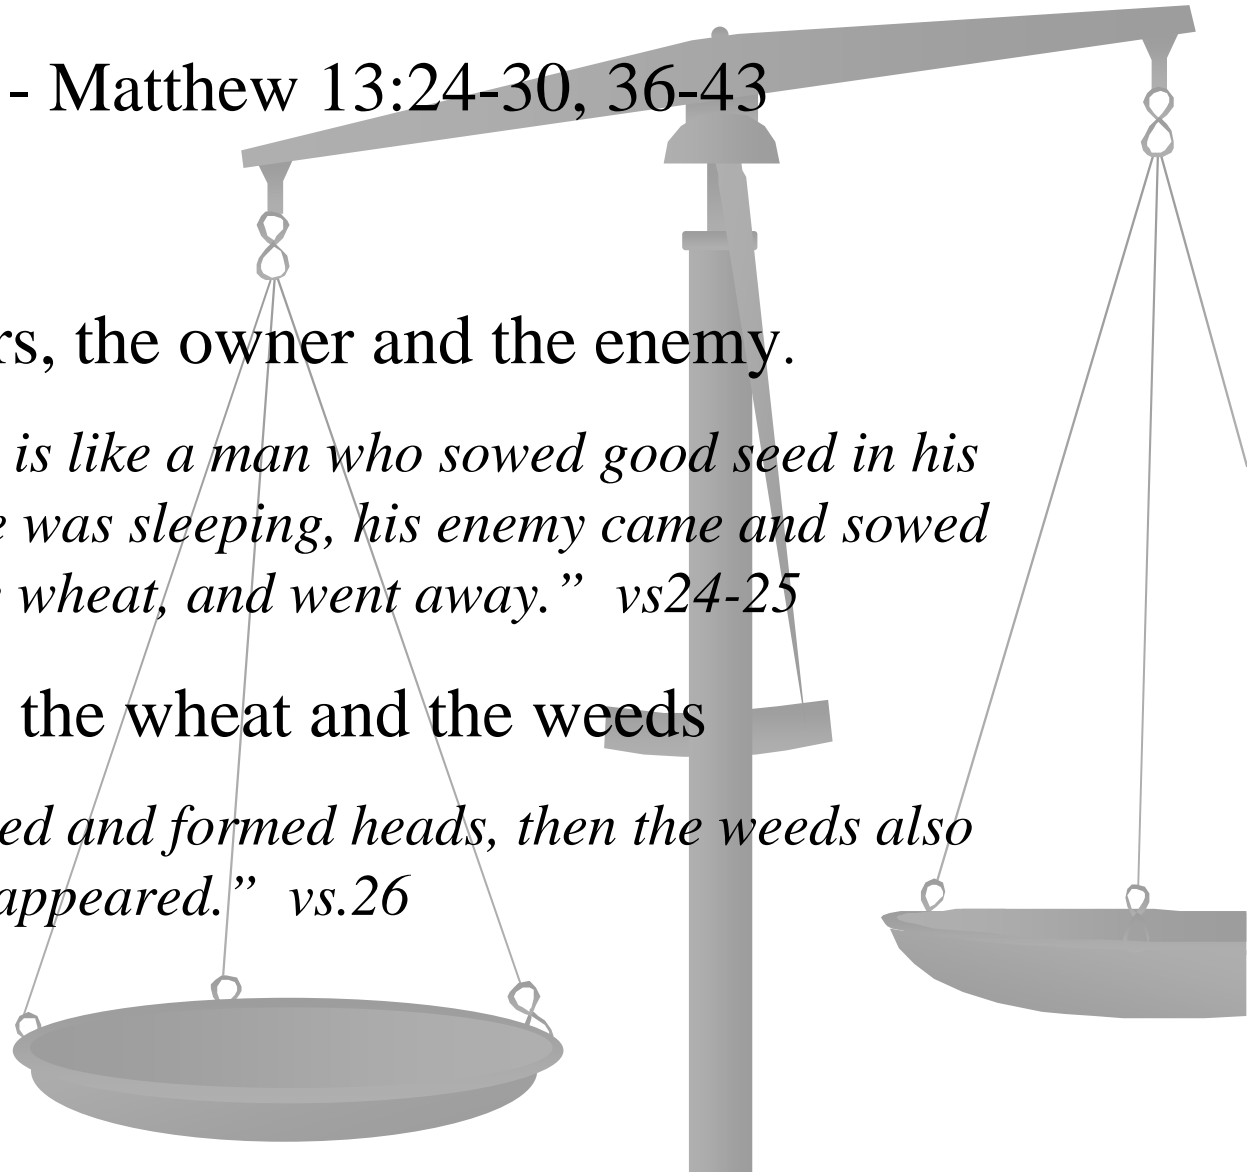 - Matthew 13:24-30, 36-43
rs, the owner and the enemy.
is like a man who sowed good seed in his
e was sleeping, his enemy came and sowed
wheat, and went away.”  vs24-25
the wheat and the weeds
ed and formed heads, then the weeds also
appeared.”  vs.26